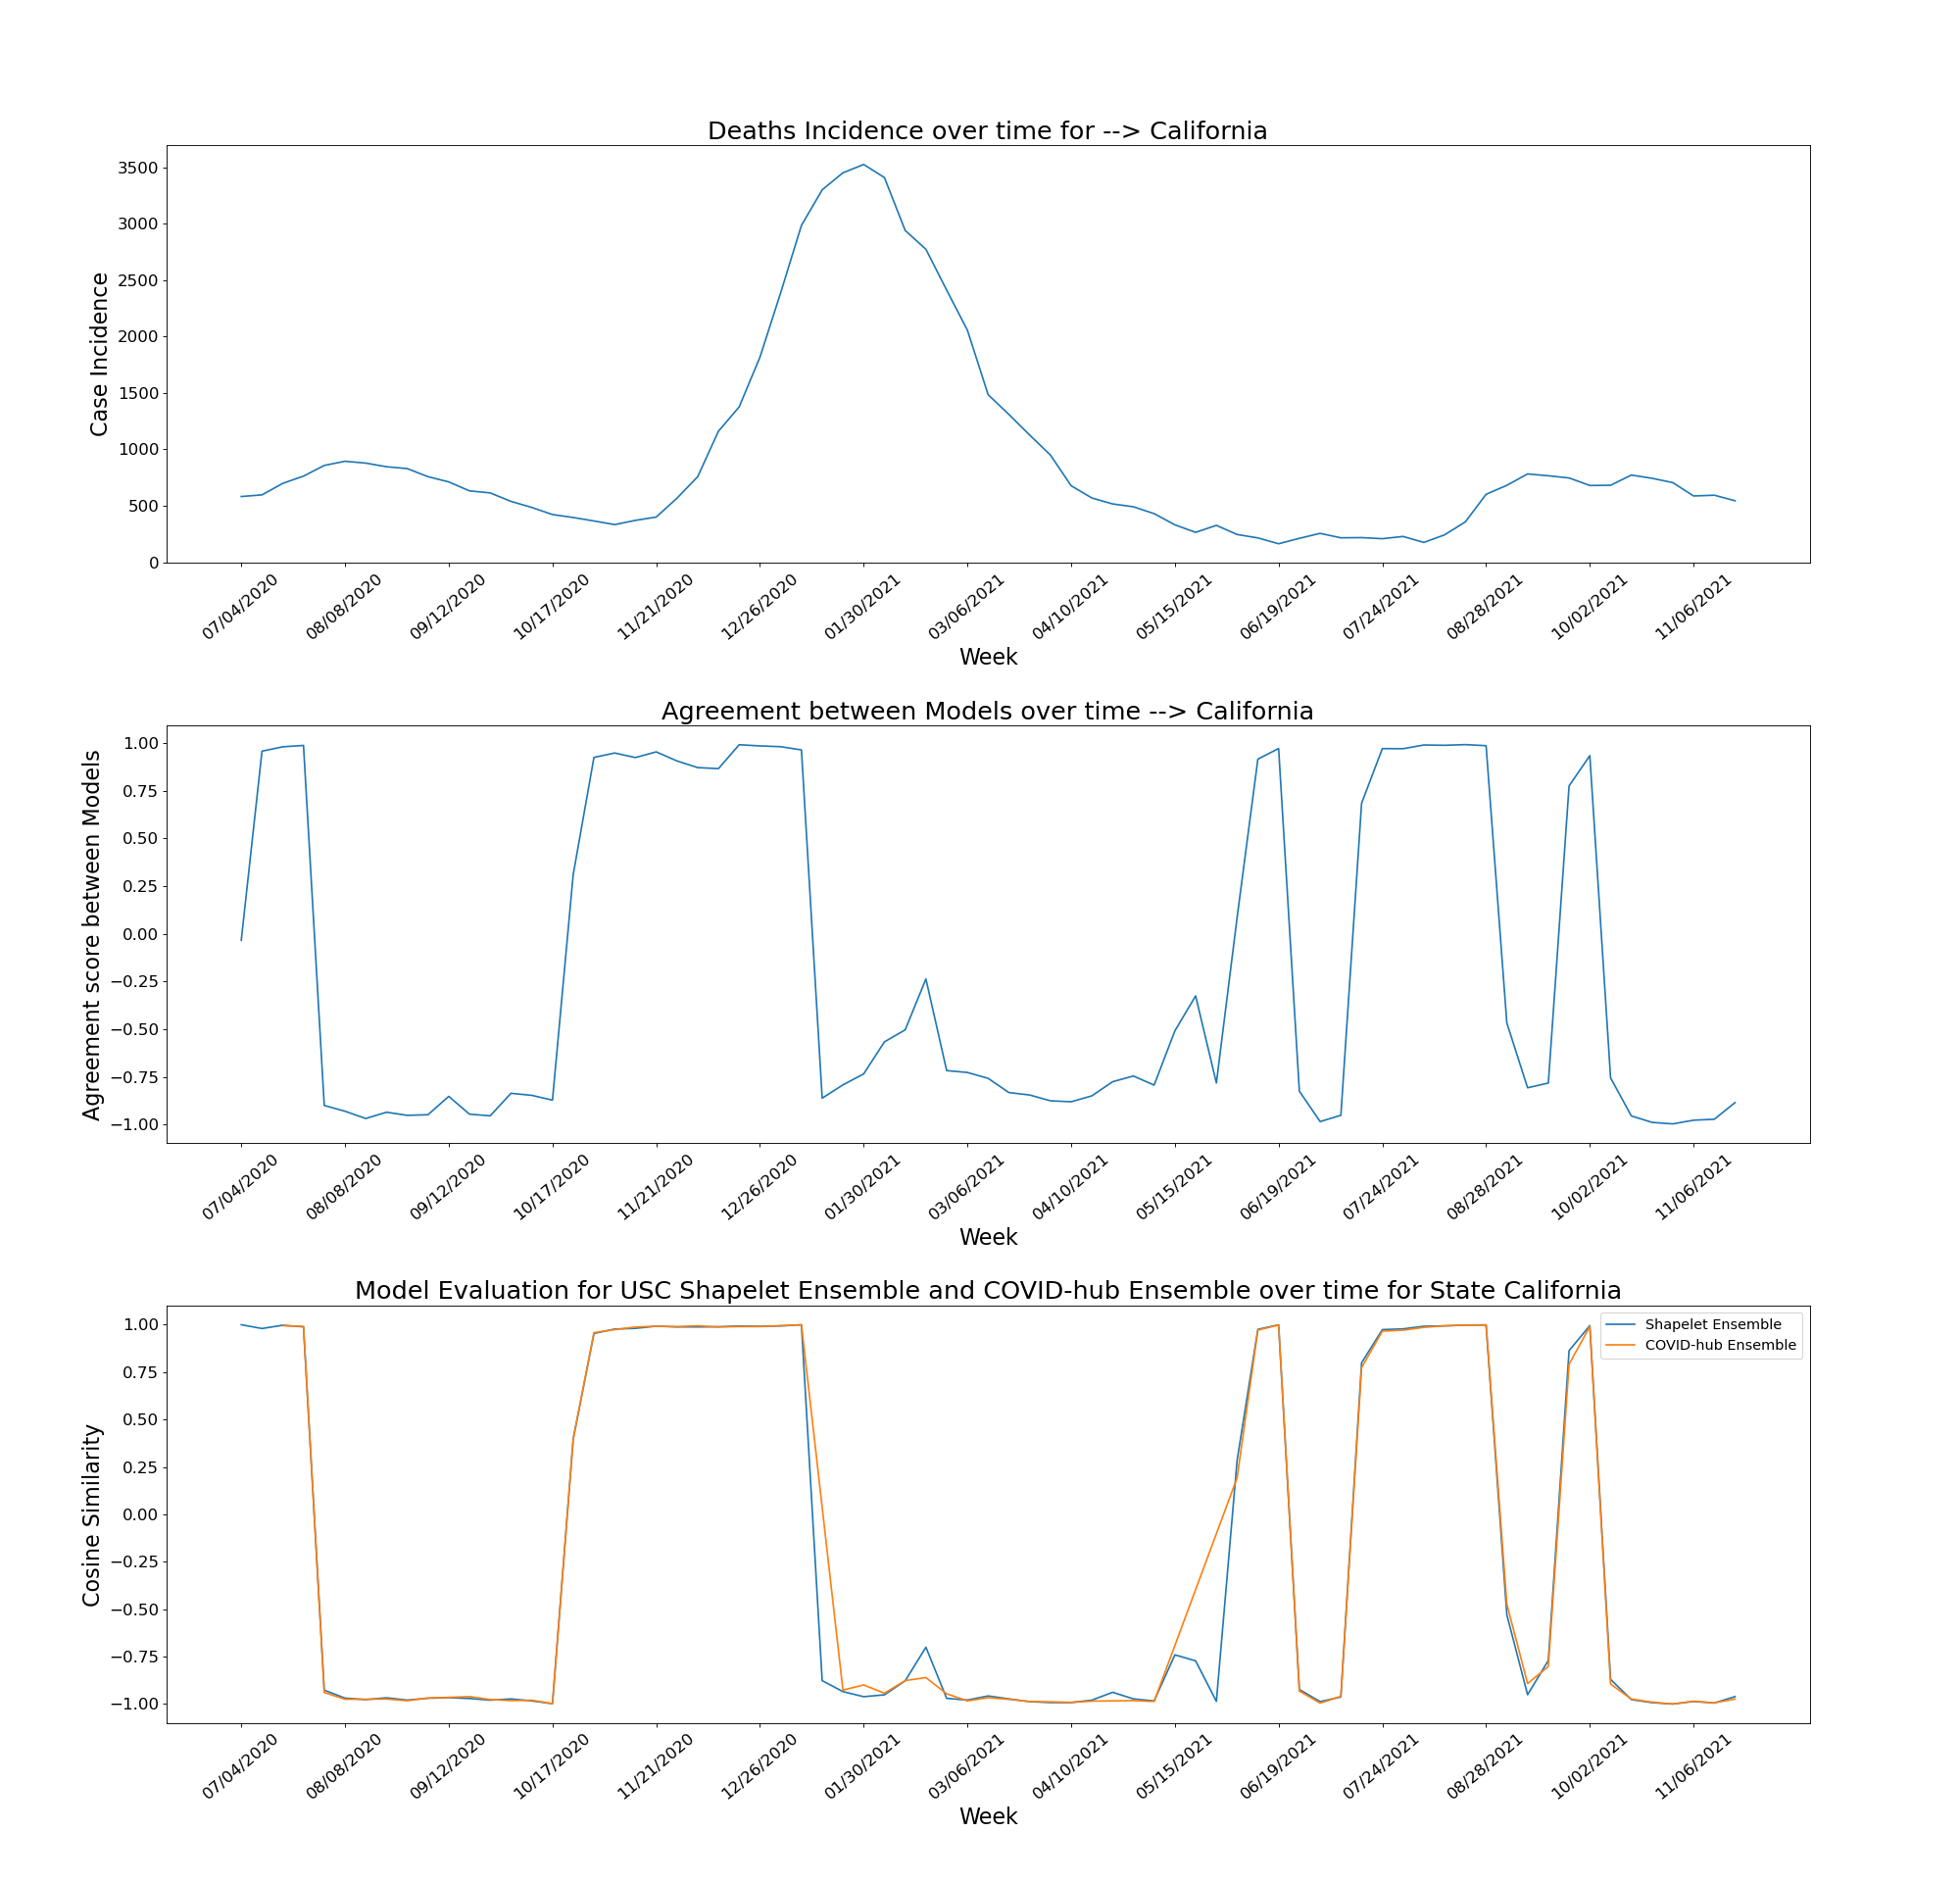 Deaths Incidence over time for --> California
3500
3000
2500
2000
1500
1000
500
0
Case Incidence
07/04/2020 08/08/2020 09/12/2020 10/17/2020 11/21/2020 12/26/2020 01/30/2021 03/06/2021 04/10/2021 05/15/2021 06/19/2021 07/24/2021 08/28/2021 10/02/2021 11/06/2021
Week
Agreement between Models over time --> California
1.00
0.75
0.50
0.25
0.00
−0.25
−0.50
−0.75
−1.00
Agreement score between Models
07/04/2020 08/08/2020 09/12/2020 10/17/2020 11/21/2020 12/26/2020 01/30/2021 03/06/2021 04/10/2021 05/15/2021 06/19/2021 07/24/2021 08/28/2021 10/02/2021 11/06/2021
Week
Model Evaluation for USC Shapelet Ensemble and COVID-hub Ensemble over time for State California
Shapelet Ensemble
COVID-hub Ensemble
1.00
0.75
0.50
0.25
0.00
−0.25
−0.50
−0.75
−1.00
Cosine Similarity
07/04/2020 08/08/2020 09/12/2020 10/17/2020 11/21/2020 12/26/2020 01/30/2021 03/06/2021 04/10/2021 05/15/2021 06/19/2021 07/24/2021 08/28/2021 10/02/2021 11/06/2021
Week